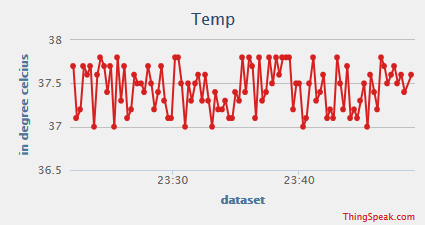 Temp
38
37.5
37
36.5
in degree celcius
23:30 23:40
dataset
ThingSpeak.com